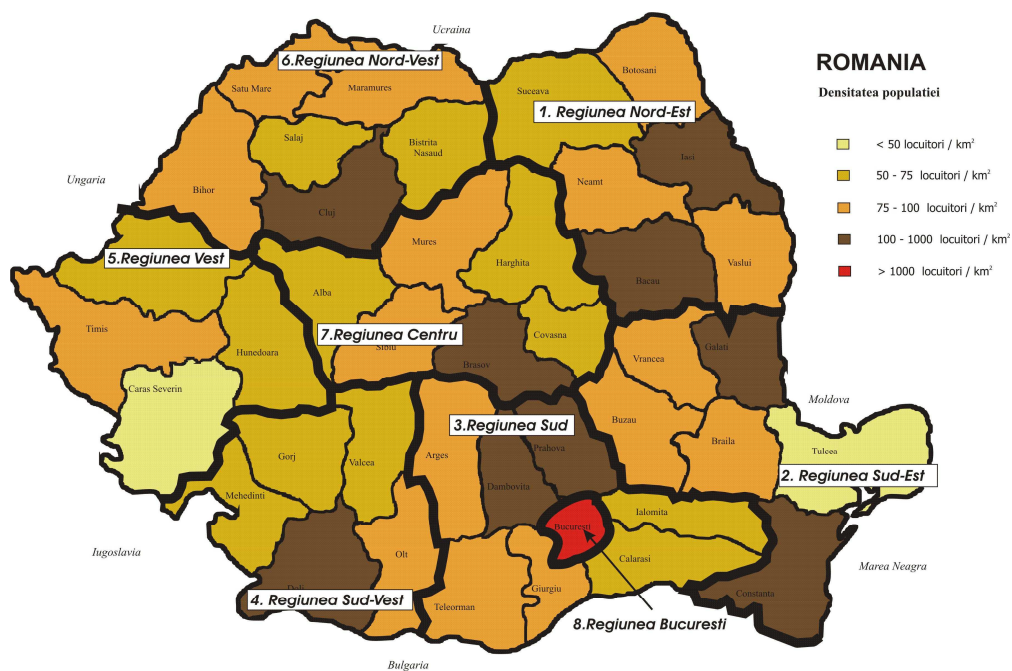 Ucraina
6.Regiunea Nord-Vest
Satu Mare
Maramures
Botosani
Suceava
1. Regiunea Nord-Est
ROMANIA
Densitatea populatiei
< 50 locuitori / km²
50 - 75 locuitori / km²
75 - 100 locuitori / km²
100 - 1000 locuitori / km²
> 1000 locuitori / km²
Salaj
Bistrita
Nasaud
Iasi
Ungaria
Bihor
Neamt
Cluj
Mures
5.Regiunea Vest
Harghita
Vaslui
Bacau
Alba
Timis
7.Regiunea Centru
Sibiu
Covasna
Hunedoara
Brasov
Vrancea
Galati
Caras Severin
Moldova
3.Regiunea Sud
Buzau
Braila
Gorj
Valcea
Arges
Prahova
Tulcea
2. Regiunea Sud-Est
Mehedinti
Dambovita
Ialomita
Bucuresti
Iugoslavia
Olt
Calarasi
Marea Neagra
Dolj
4. Regiunea Sud-Vest
Teleorman
Giurgiu
Constanta
8.Regiunea Bucuresti
Bulgaria